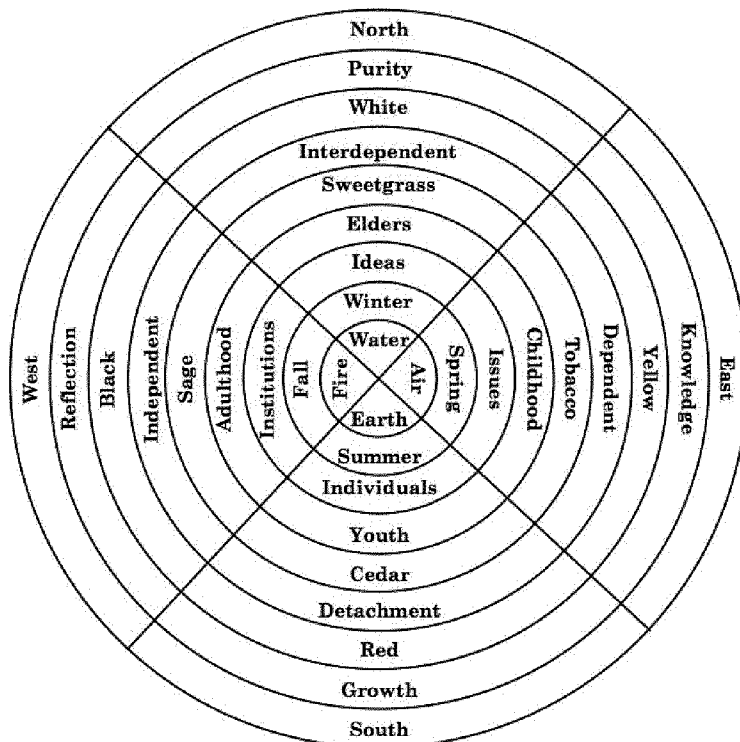 North
Purity
White
Interdependent
Sweetgrass
Elders
Ideas
Winter
Water
West
Reflection
Black
Independent
Sage
Adulthood
Institutions
Fall
Fire
Air
Spring
Issues
Childhood
Tobacco
Dependent
Yellow
Knowledge
East
Earth
Summer
Individuals
Youth
Cedar
Detachment
Red
Growth
South